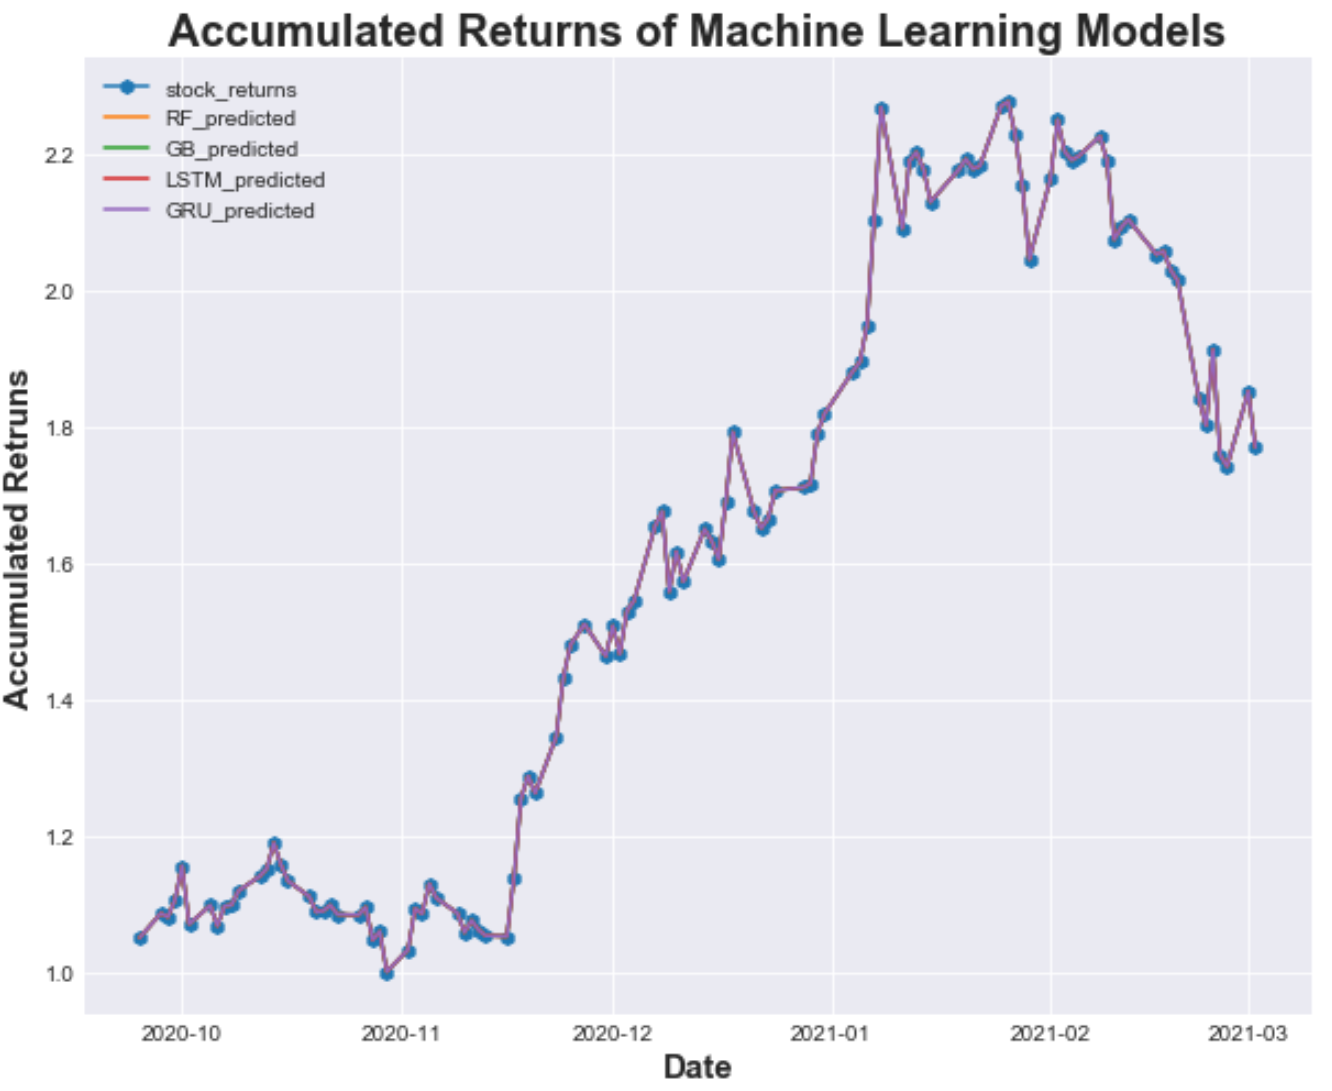 Accumulated Returns of Machine Learning Models
stock_returns
RF_predicted
GB_predicted
LSTM_predicted
GRU_predicted
Accumulated Retruns
2.2
2.0
1.8
1.6
1.4
1.2
1.0
2020-10
2020-11
2020-12
2021-01
2021-02
2021-03
Date